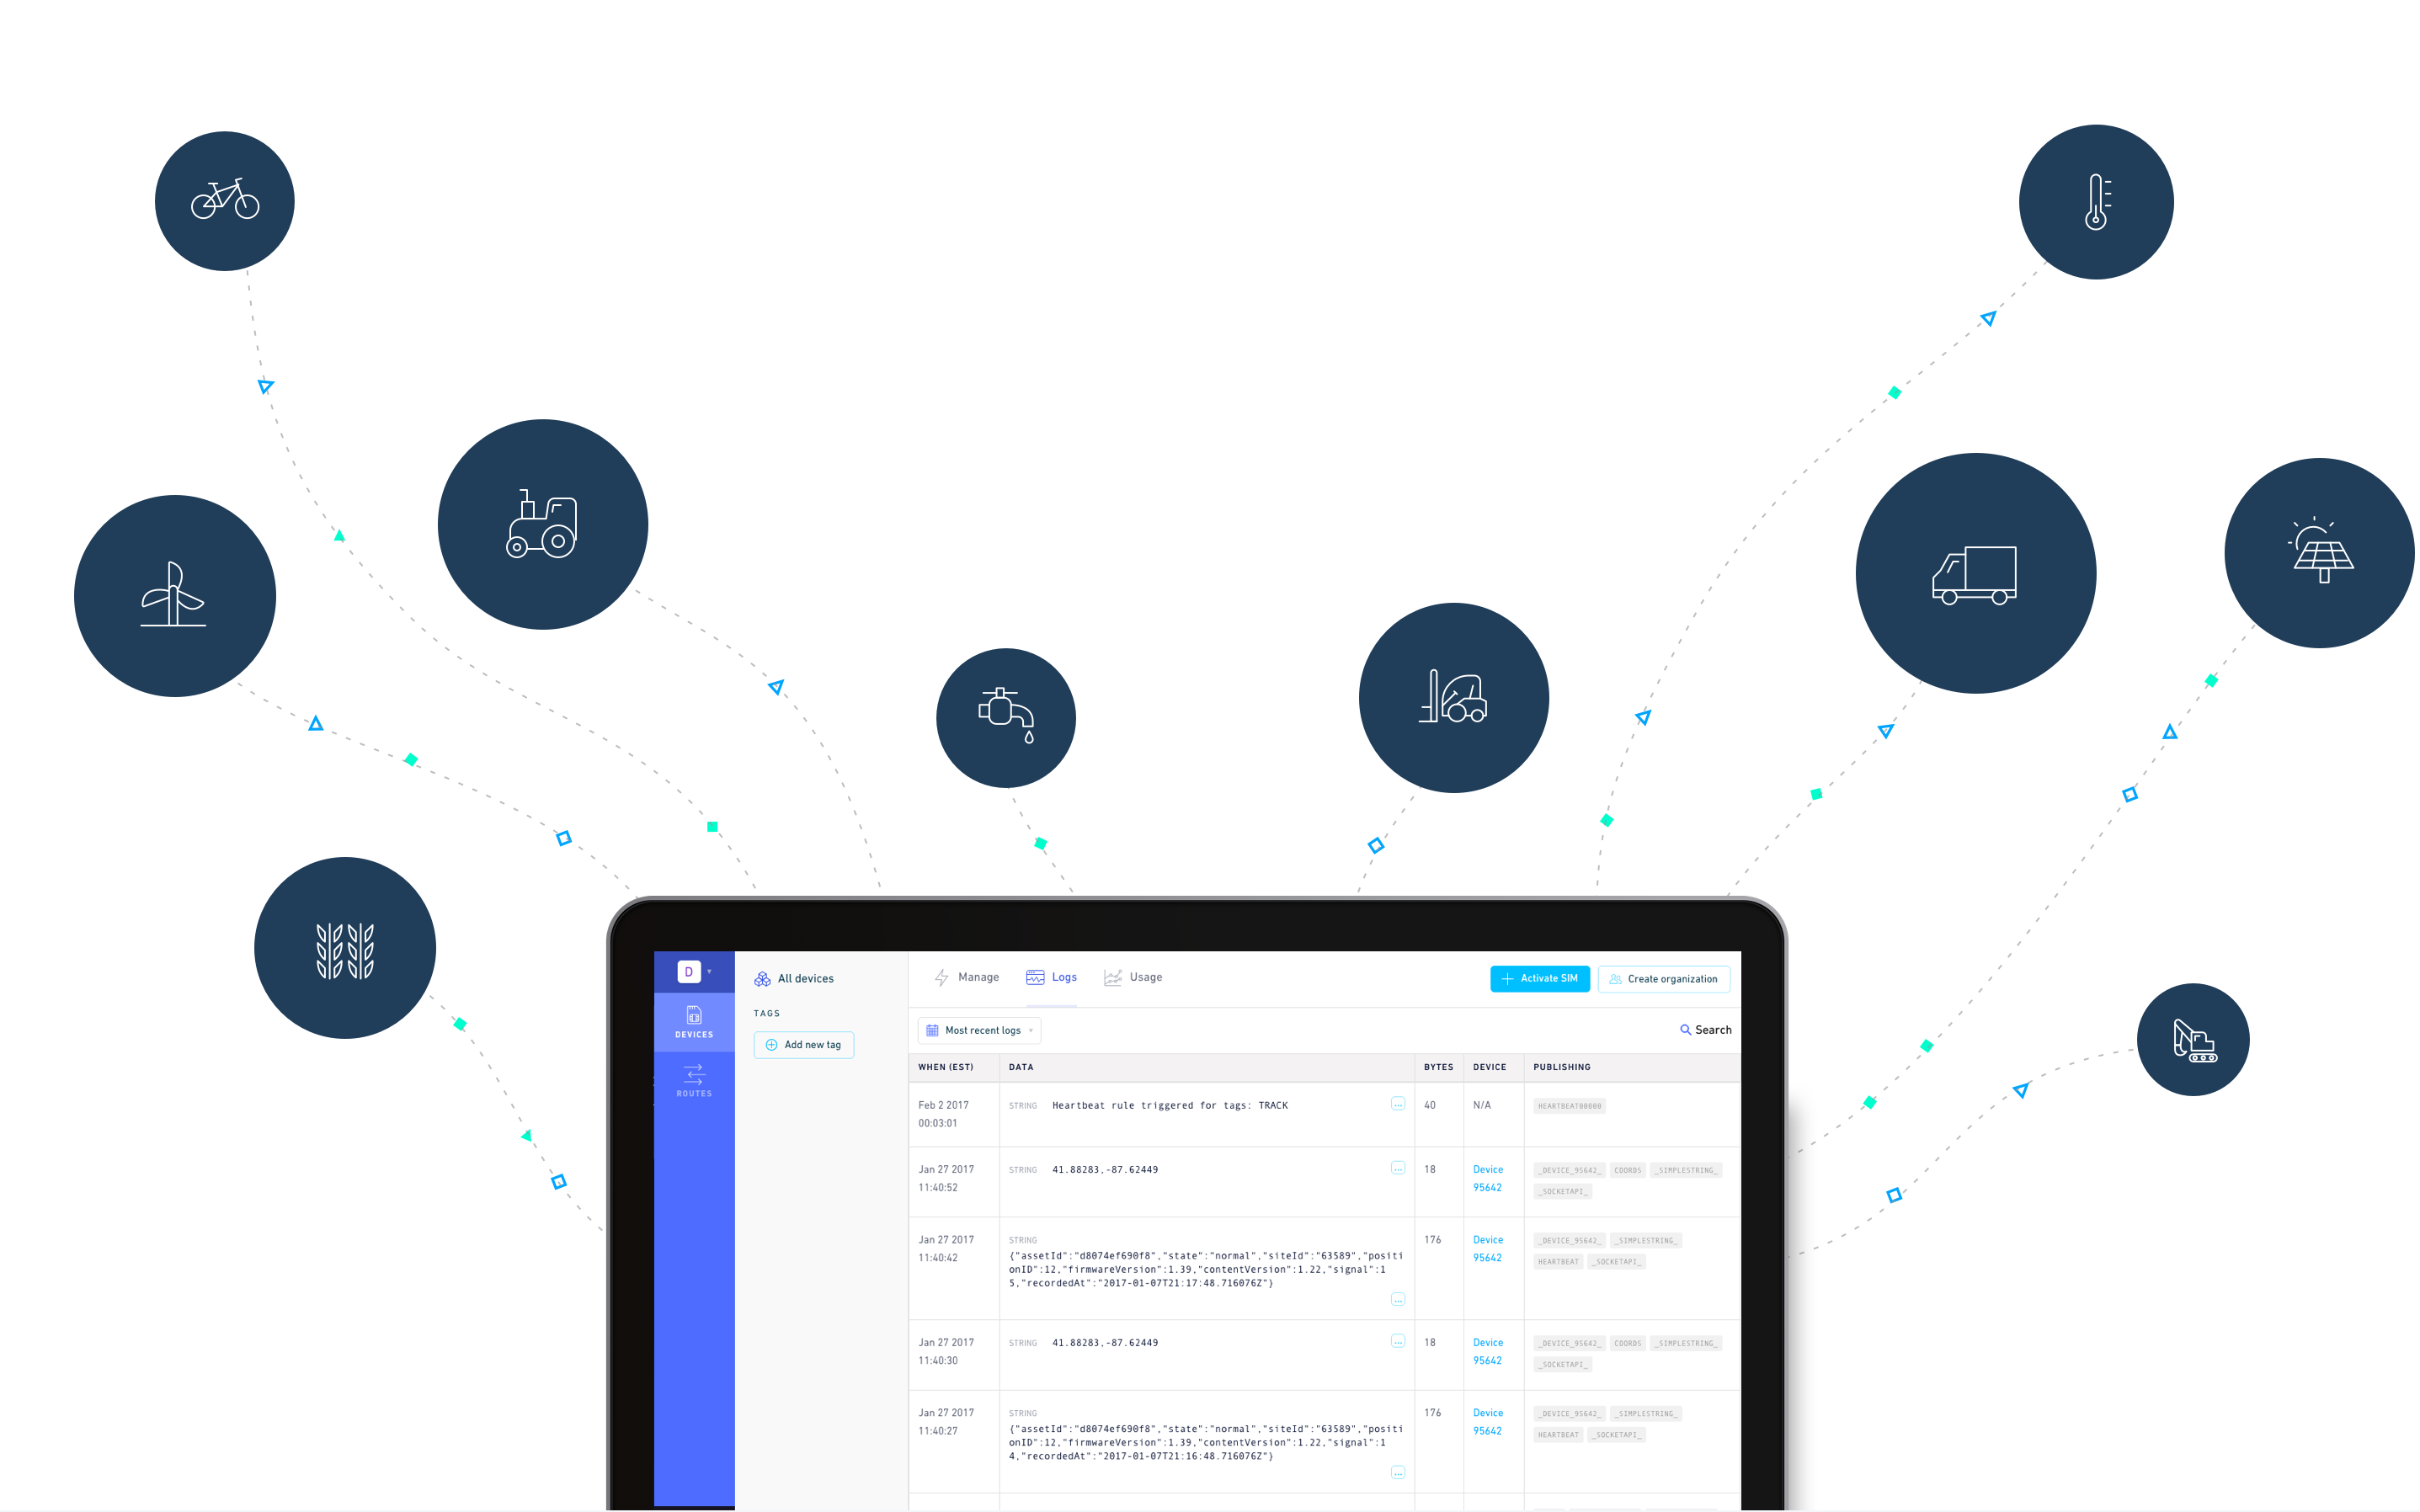 D
DEVICES
ROUTES
All devices
TAGS
Add new tag
Manage Logs Usage
Activate SIM Create organization
Most recent logs
Search
WHEN (EST) DATA BYTES DEVICE PUBLISHING
Feb 2 2017 STRING Heartbeat rule triggered for tags: TRACK ... 40 N/A HEARTBEAT00000
00:03:01
Jan 27 2017 STRING 41.88283,-87.62449 ... 18 Device _DEVICE_95642_ COORDS _SIMPLESTRING_
11:40:52 95642 _SOCKETAPI_
Jan 27 2017 STRING 176 Device _DEVICE_95642_ _SIMPLESTRING_
11:40:42 {"assetId":"d8074ef690f8","state":"normal","siteId":"63589","positi 95642 HEARTBEAT _SOCKETAPI_
onID":12,"firmwareVersion":1.39,"contentVersion":1.22,"signal":1
5,"recordedAt":"2017-01-07T21:17:48.716076Z"}
...
Jan 27 2017 STRING 41.88283,-87.62449 ... 18 Device _DEVICE_95642_ COORDS _SIMPLESTRING_
11:40:30 95642 _SOCKETAPI_
Jan 27 2017 STRING 176 Device _DEVICE_95642_ _SIMPLESTRING_
11:40:27 {"assetId":"d8074ef690f8","state":"normal","siteId":"63589","positi 95642 HEARTBEAT _SOCKETAPI_
onID":12,"firmwareVersion":1.39,"contentVersion":1.22,"signal":1
4,"recordedAt":"2017-01-07T21:16:48.716076Z"}
...